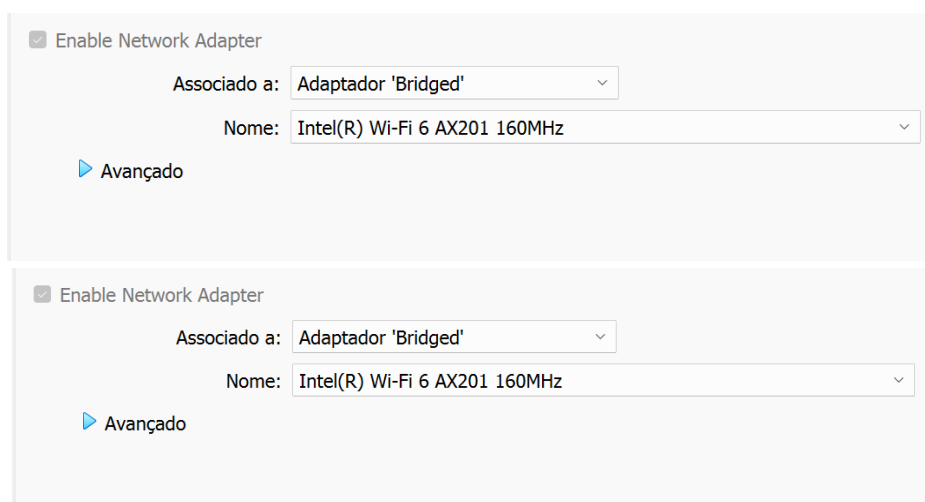 Enable Network Adapter
Associado a: Adaptador 'Bridged'
Nome: Intel(R) Wi-Fi 6 AX201 160MHz
Avançado
Enable Network Adapter
Associado a: Adaptador 'Bridged'
Nome: Intel(R) Wi-Fi 6 AX201 160MHz
Avançado